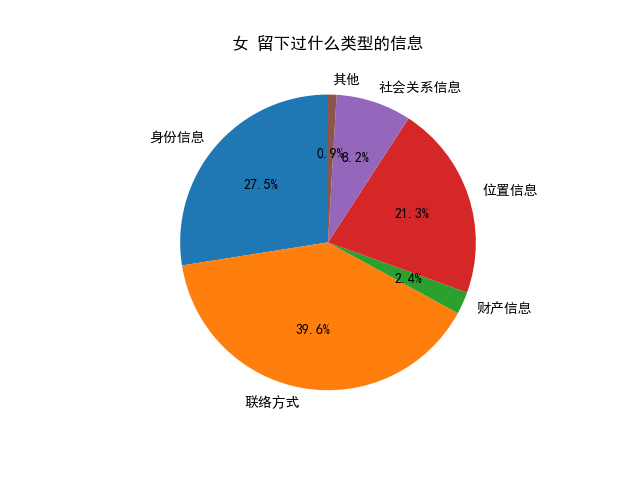 女 留下过什么类型的信息
其他
社会关系信息
身份信息
0.9%
8.2%
27.5%
位置信息
21.3%
2.4%
财产信息
39.6%
联络方式